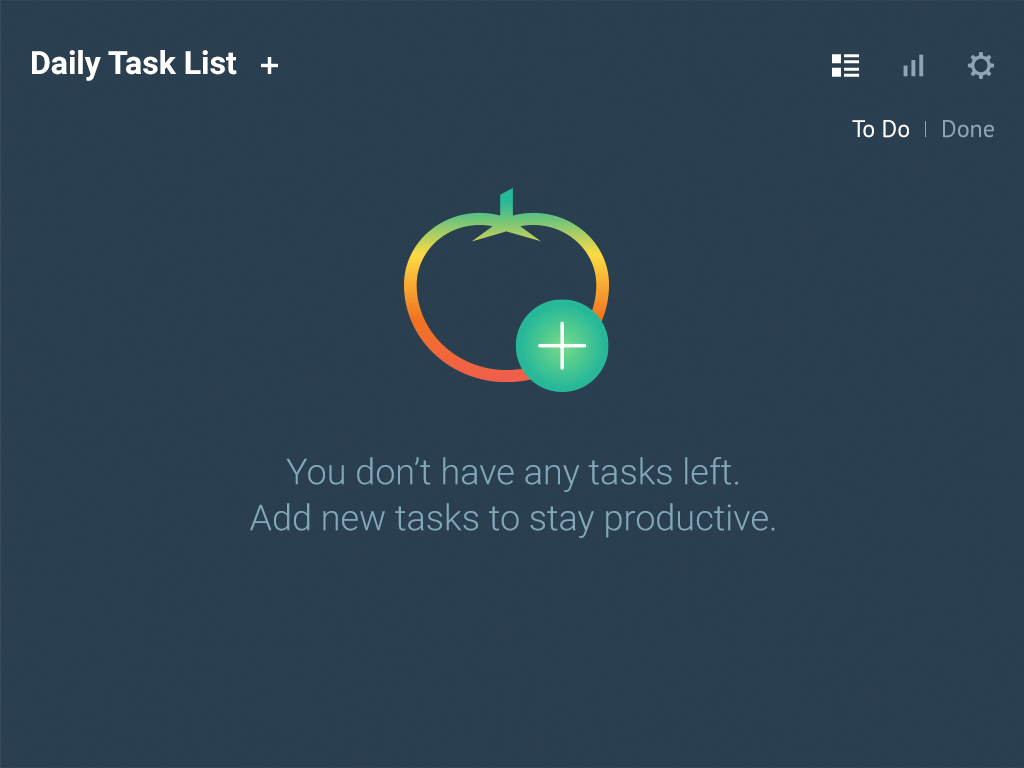 Daily Task List +
To Do | Done
You don’t have any tasks left.
Add new tasks to stay productive.